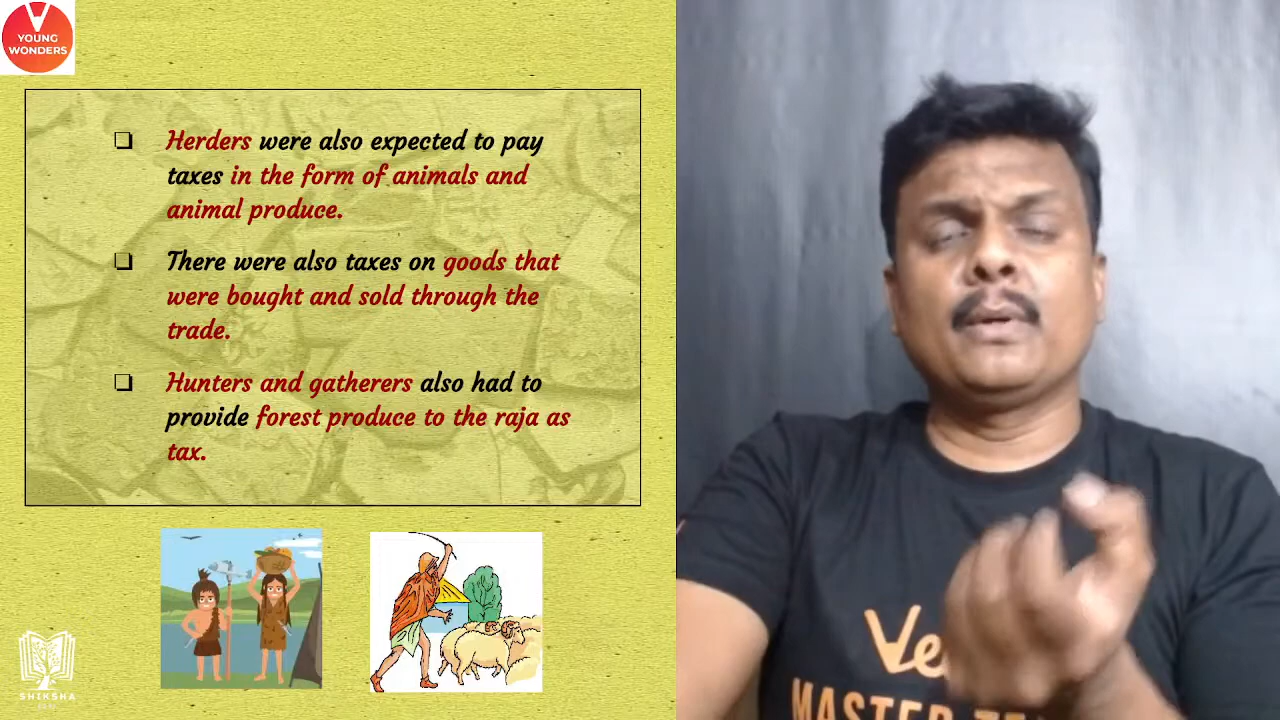 YOUNG
WONDERS
Herders were also expected to pay
taxes in the form of animals and
animal produce.
There were also taxes on goods that
were bought and sold through the
trade.
Hunters and gatherers also had to
provide forest produce to the raja as
tax.
SHIKSHA
Ve
MASTER